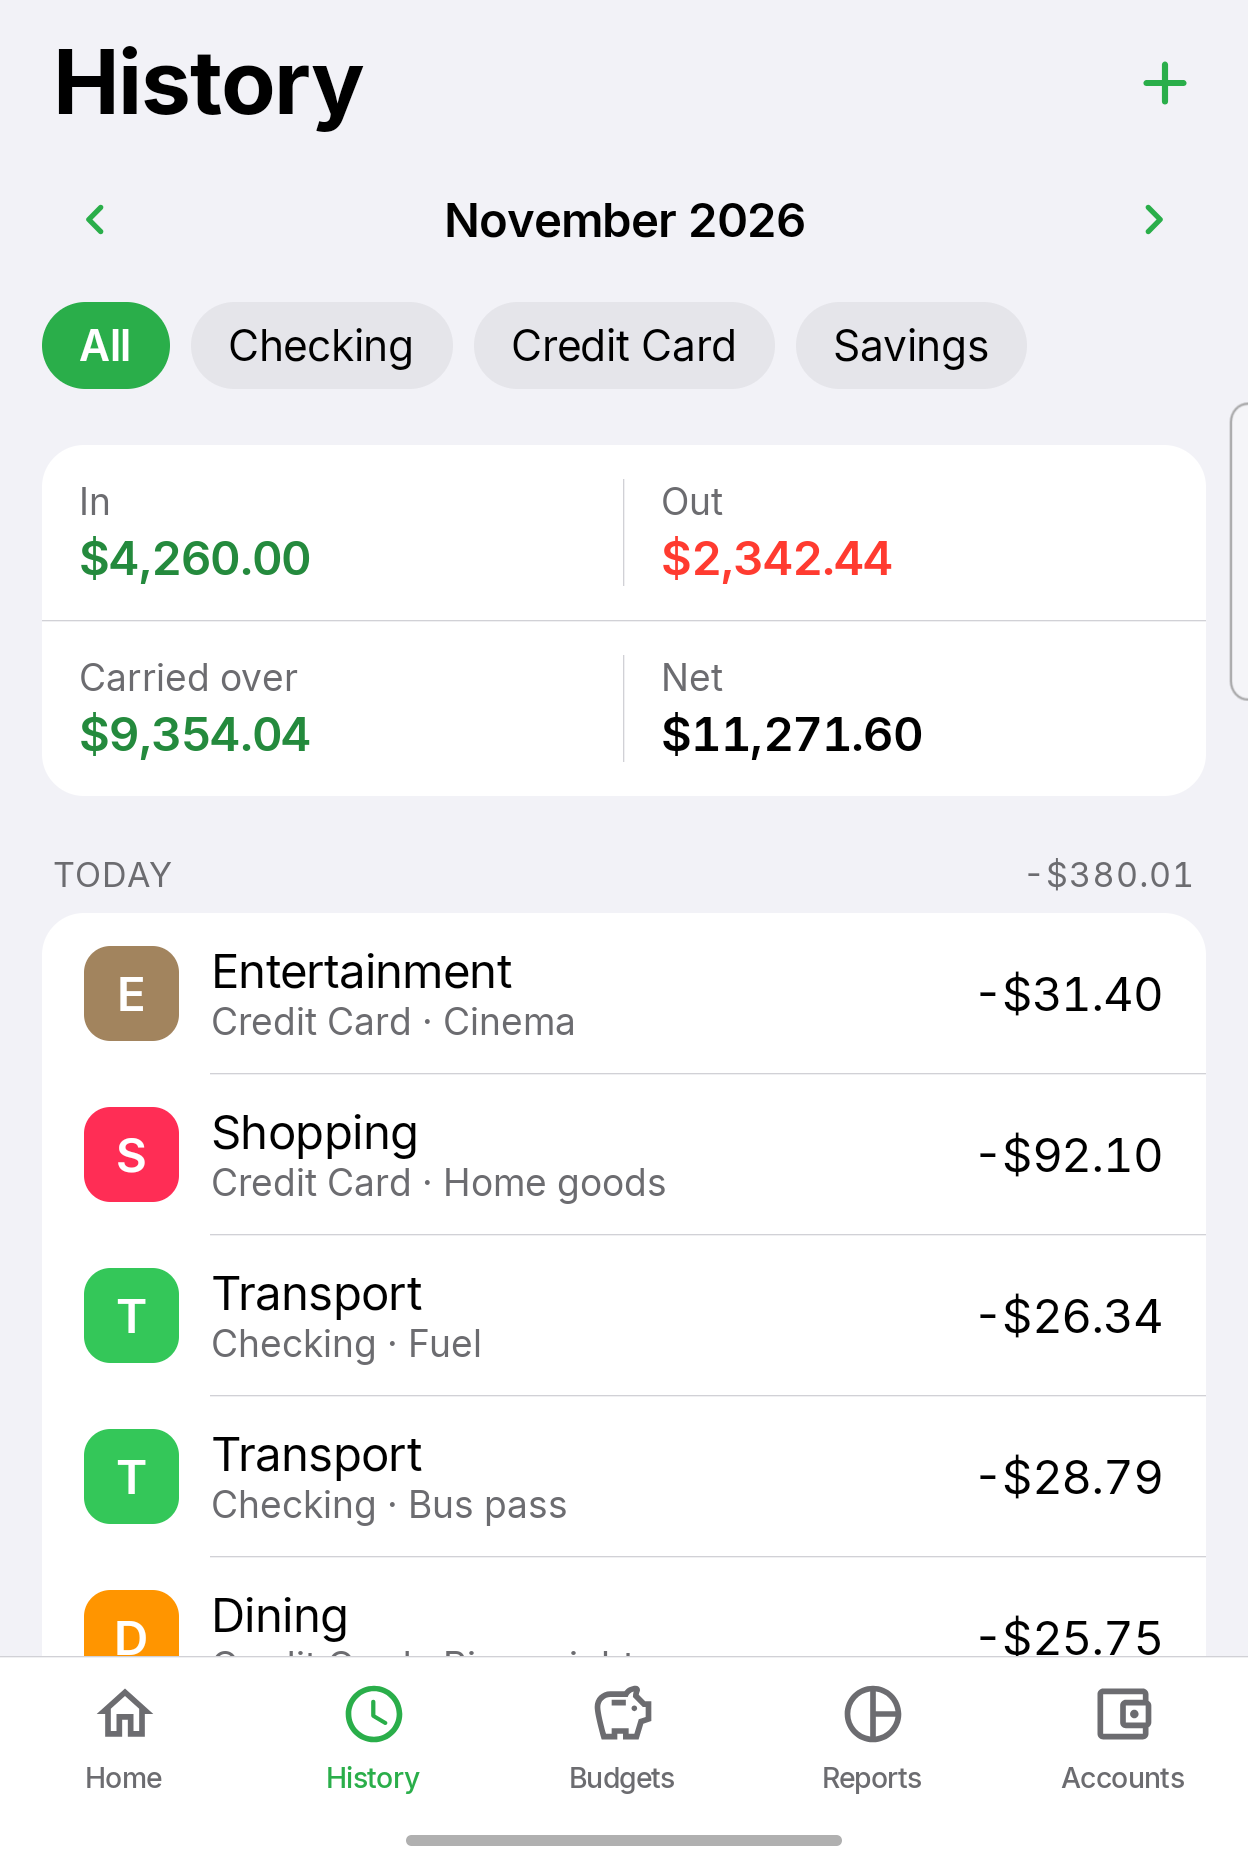 History
November 2026
All Checking Credit Card Savings
In Out
$4,260.00 $2,342.44
Carried over Net
$9,354.04 $11,271.60
TODAY -$380.01
E Entertainment -$31.40
Credit Card · Cinema
S Shopping -$92.10
Credit Card · Home goods
T Transport -$26.34
Checking · Fuel
T Transport -$28.79
Checking · Bus pass
D Dining -$25.75
Credit Card ·
Home History Budgets Reports Accounts